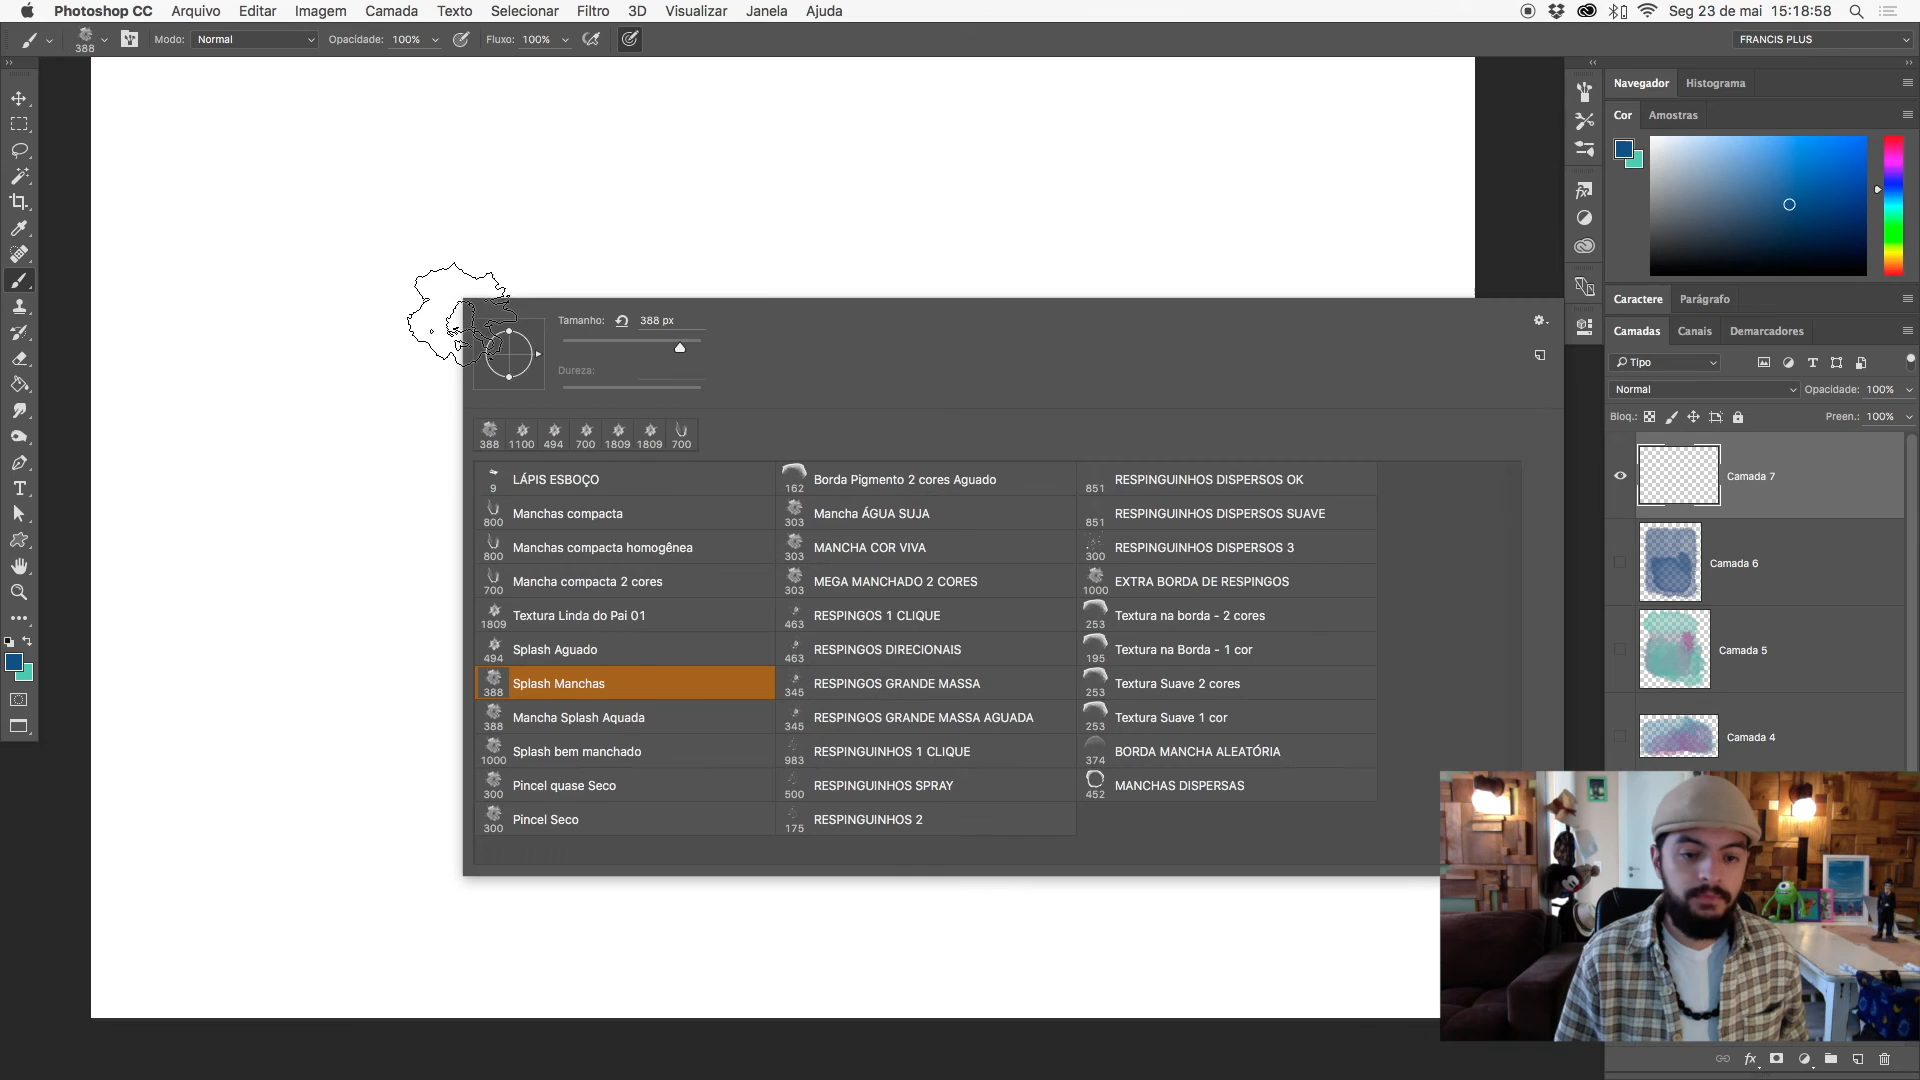 Photoshop CC Arquivo Editar Imagem Camada Texto Selecionar Filtro 3D Visualizar Janela Ajuda Seg 23 de mai 15:18:58
388 Modo: Normal Opacidade: 100% Fluxo: 100% FRANCIS PLUS
Navegador Histograma
Cor Amostras
Caractere Parágrafo
Camadas Canais Demarcadores
Tipo
Normal Opacidade: 100%
Bloq.: Preen.: 100%
Camada 7
Camada 6
Camada 5
Camada 4
Tamanho: 388 px
Dureza:
388 1100 494 700 1809 1809 700
9 LÁPIS ESBOÇO
800 Manchas compacta
800 Manchas compacta homogênea
700 Mancha compacta 2 cores
1809 Textura Linda do Pai 01
494 Splash Aguado
388 Splash Manchas
388 Mancha Splash Aquada
1000 Splash bem manchado
300 Pincel quase Seco
300 Pincel Seco
162 Borda Pigmento 2 cores Aguado
303 Mancha ÁGUA SUJA
303 MANCHA COR VIVA
303 MEGA MANCHADO 2 CORES
463 RESPINGOS 1 CLIQUE
463 RESPINGOS DIRECIONAIS
345 RESPINGOS GRANDE MASSA
345 RESPINGOS GRANDE MASSA AGUADA
983 RESPINGUINHOS 1 CLIQUE
500 RESPINGUINHOS SPRAY
175 RESPINGUINHOS 2
851 RESPINGUINHOS DISPERSOS OK
851 RESPINGUINHOS DISPERSOS SUAVE
300 RESPINGUINHOS DISPERSOS 3
1000 EXTRA BORDA DE RESPINGOS
253 Textura na borda - 2 cores
195 Textura na Borda - 1 cor
253 Textura Suave 2 cores
253 Textura Suave 1 cor
374 BORDA MANCHA ALEATÓRIA
452 MANCHAS DISPERSAS